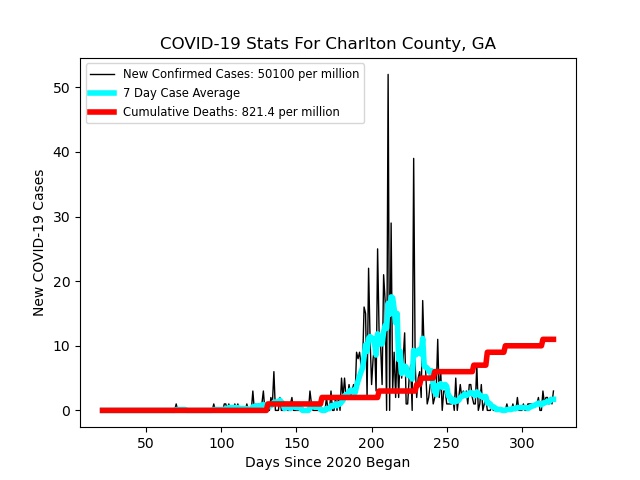 COVID-19 Stats For Charlton County, GA
New Confirmed Cases: 50100 per million
7 Day Case Average
Cumulative Deaths: 821.4 per million
New COVID-19 Cases
50
40
30
20
10
0
50 100 150 200 250 300
Days Since 2020 Began